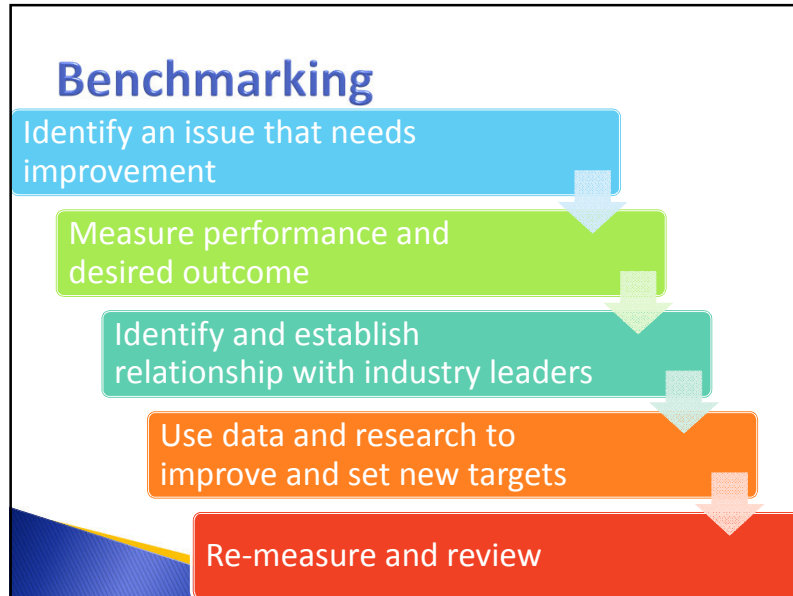 Benchmarking
Identify an issue that needs
improvement
Measure performance and
desired outcome
Identify and establish
relationship with industry leaders
Use data and research to
improve and set new targets
Re-measure and review